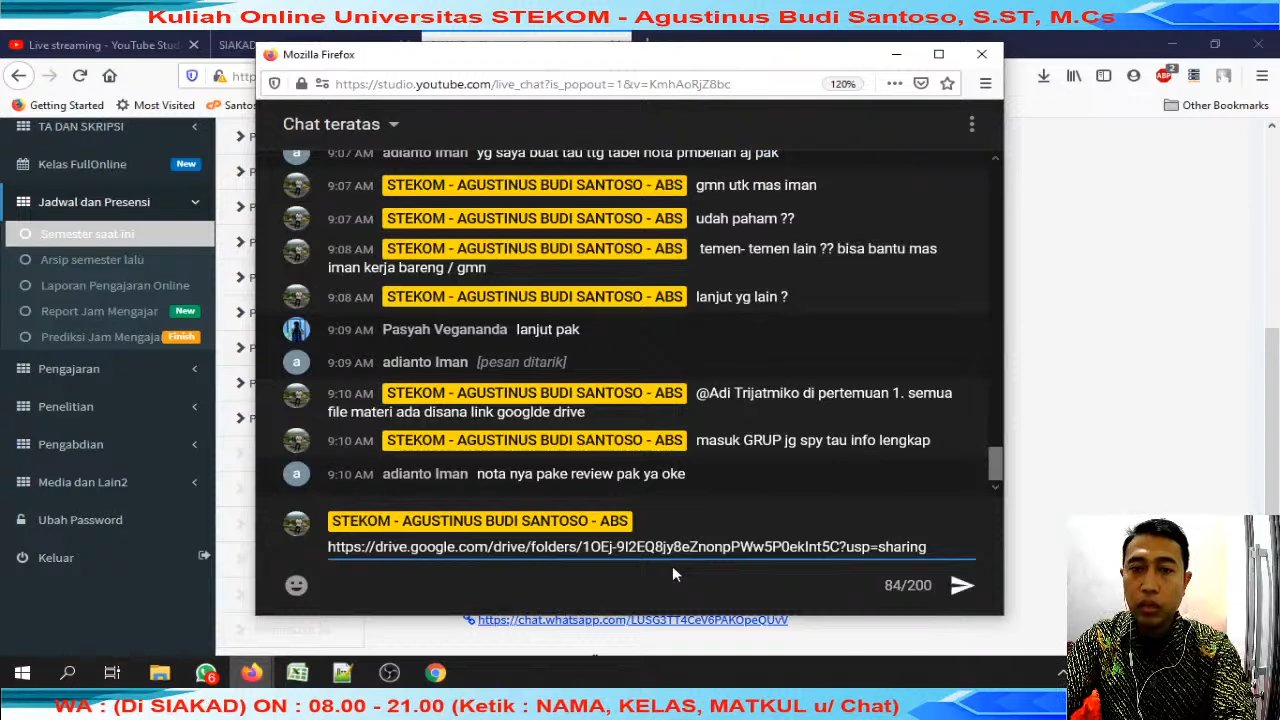 Kuliah Online Universitas STEKOM - Agustinus Budi Santoso, S.ST, M.Cs
Live streaming - YouTube Stud
SIAKAD
Mozilla Firefox
https://studio.youtube.com/live_chat?is_popout=1&v=KmhAoRjZ8bc
120%
Getting Started
Most Visited
Santos
Other Bookmarks
TA DAN SKRIPSI
Kelas FullOnline New
Jadwal dan Presensi
Semester saat ini
Arsip semester lalu
Laporan Pengajaran Online
Report Jam Mengajar New
Prediksi Jam Mengaja Finish
Pengajaran
Penelitian
Pengabdian
Media dan Lain2
Ubah Password
Keluar
Chat teratas
9:07 AM adianto Iman yg saya buat tau ttg tabel nota pmbelian aj pak
9:07 AM STEKOM - AGUSTINUS BUDI SANTOSO - ABS gmn utk mas iman
9:07 AM STEKOM - AGUSTINUS BUDI SANTOSO - ABS udah paham ??
9:08 AM STEKOM - AGUSTINUS BUDI SANTOSO - ABS temen- temen lain ?? bisa bantu mas
iman kerja bareng / gmn
9:08 AM STEKOM - AGUSTINUS BUDI SANTOSO - ABS lanjut yg lain ?
9:09 AM Pasyah Vegananda lanjut pak
a 9:09 AM adianto Iman [pesan ditarik]
9:10 AM STEKOM - AGUSTINUS BUDI SANTOSO - ABS @Adi Trijatmiko di pertemuan 1. semua
file materi ada disana link googlde drive
9:10 AM STEKOM - AGUSTINUS BUDI SANTOSO - ABS masuk GRUP jg spy tau info lengkap
a 9:10 AM adianto Iman nota nya pake review pak ya oke
STEKOM - AGUSTINUS BUDI SANTOSO - ABS
https://drive.google.com/drive/folders/1OEj-9I2EQ8jy8eZnonpPWw5P0ekInt5C?usp=sharing
84/200
https://chat.whatsapp.com/LUSG3TT4CeV6PAKOpeQUvV
WA : (Di SIAKAD) ON : 08.00 - 21.00 (Ketik : NAMA, KELAS, MATKUL u/ Chat)